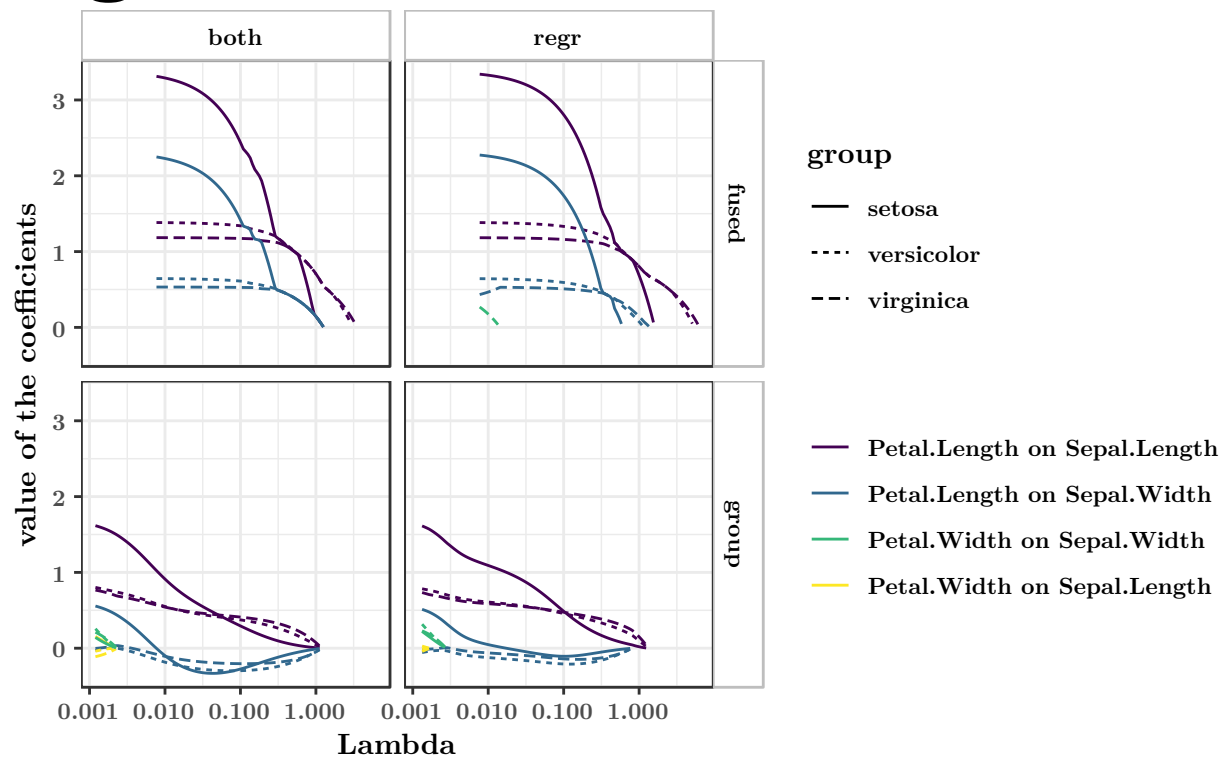 both
regr
3
2
1
0
fused
3
2
1
0
group
0.001 0.010 0.100 1.000
0.001 0.010 0.100 1.000
Lambda
value of the coefficients
group
setosa
versicolor
virginica
Petal.Length on Sepal.Length
Petal.Length on Sepal.Width
Petal.Width on Sepal.Width
Petal.Width on Sepal.Length